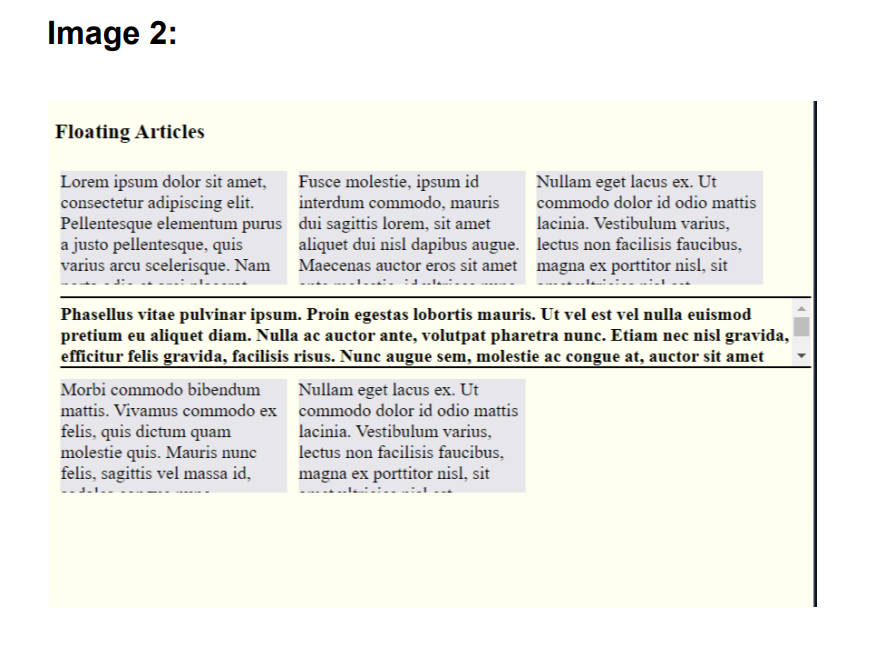 Image 2:
Floating Articles
Lorem ipsum dolor sit amet,
consectetur adipiscing elit.
Pellentesque elementum purus
a justo pellentesque, quis
varius arcu scelerisque. Nam
Fusce molestie, ipsum id
interdum commodo, mauris
dui sagittis lorem, sit amet
aliquet dui nisl dapibus augue.
Maecenas auctor eros sit amet
Nullam eget lacus ex. Ut
commodo dolor id odio mattis
lacinia. Vestibulum varius,
lectus non facilisis faucibus,
magna ex porttitor nisl, sit
Phasellus vitae pulvinar ipsum. Proin egestas lobortis mauris. Ut vel est vel nulla euismod
pretium eu aliquet diam. Nulla ac auctor ante, volutpat pharetra nunc. Etiam nec nisl gravida,
efficitur felis gravida, facilisis risus. Nunc augue sem, molestie ac congue at, auctor sit amet
Morbi commodo bibendum
mattis. Vivamus commodo ex
felis, quis dictum quam
molestie quis. Mauris nunc
felis, sagittis vel massa id,
Nullam eget lacus ex. Ut
commodo dolor id odio mattis
lacinia. Vestibulum varius,
lectus non facilisis faucibus,
magna ex porttitor nisl, sit